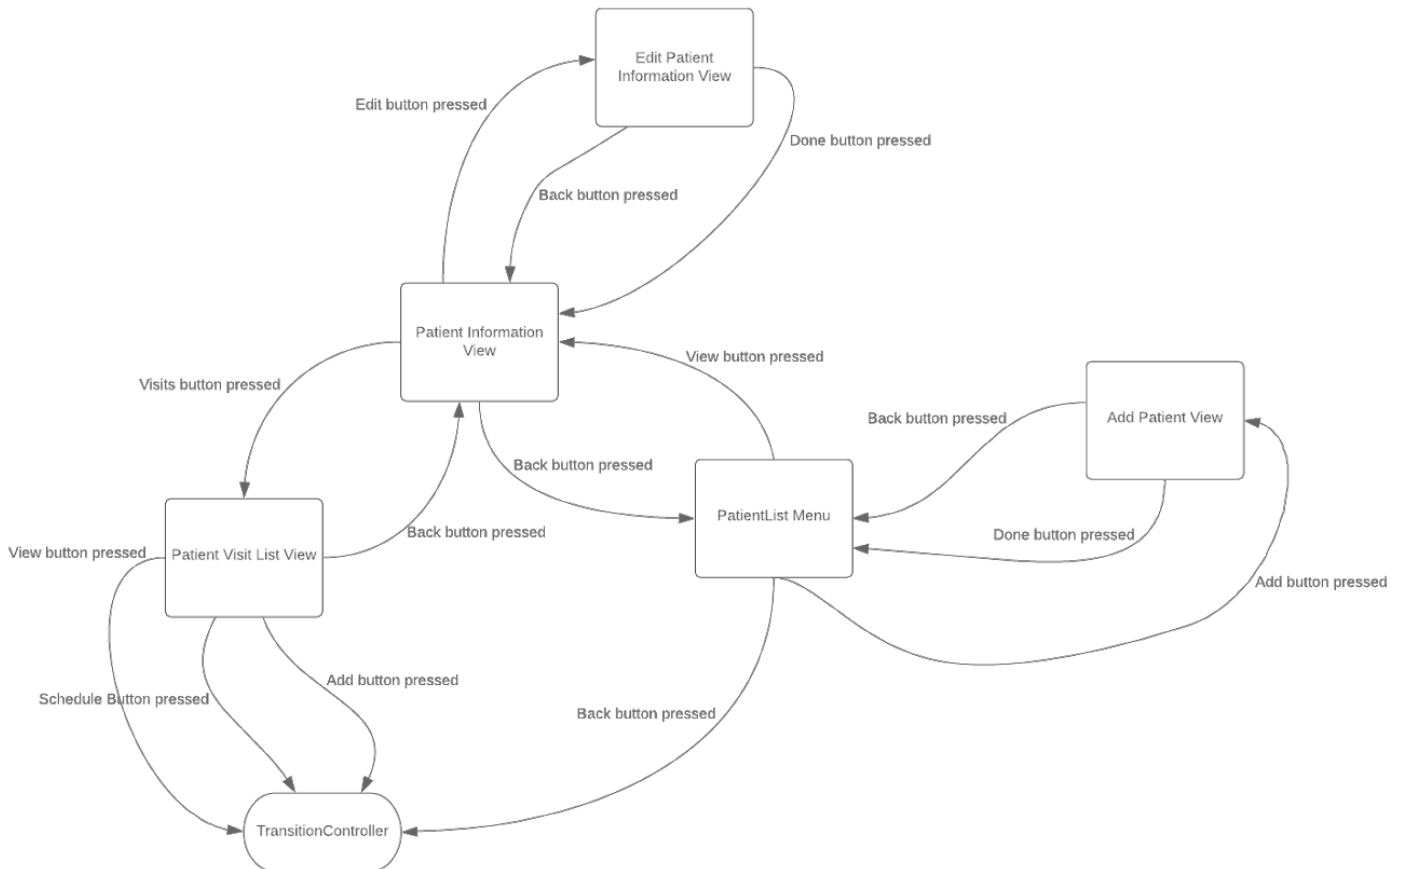 Edit Patient
Information View
Edit button pressed
Done button pressed
Back button pressed
Patient Information
View
View button pressed
Visits button pressed
Add Patient View
Back button pressed
Back button pressed
PatientList Menu
Back button pressed
Done button pressed
View button pressed
Patient Visit List View
Add button pressed
Add button pressed
Schedule Button pressed
Back button pressed
TransitionController